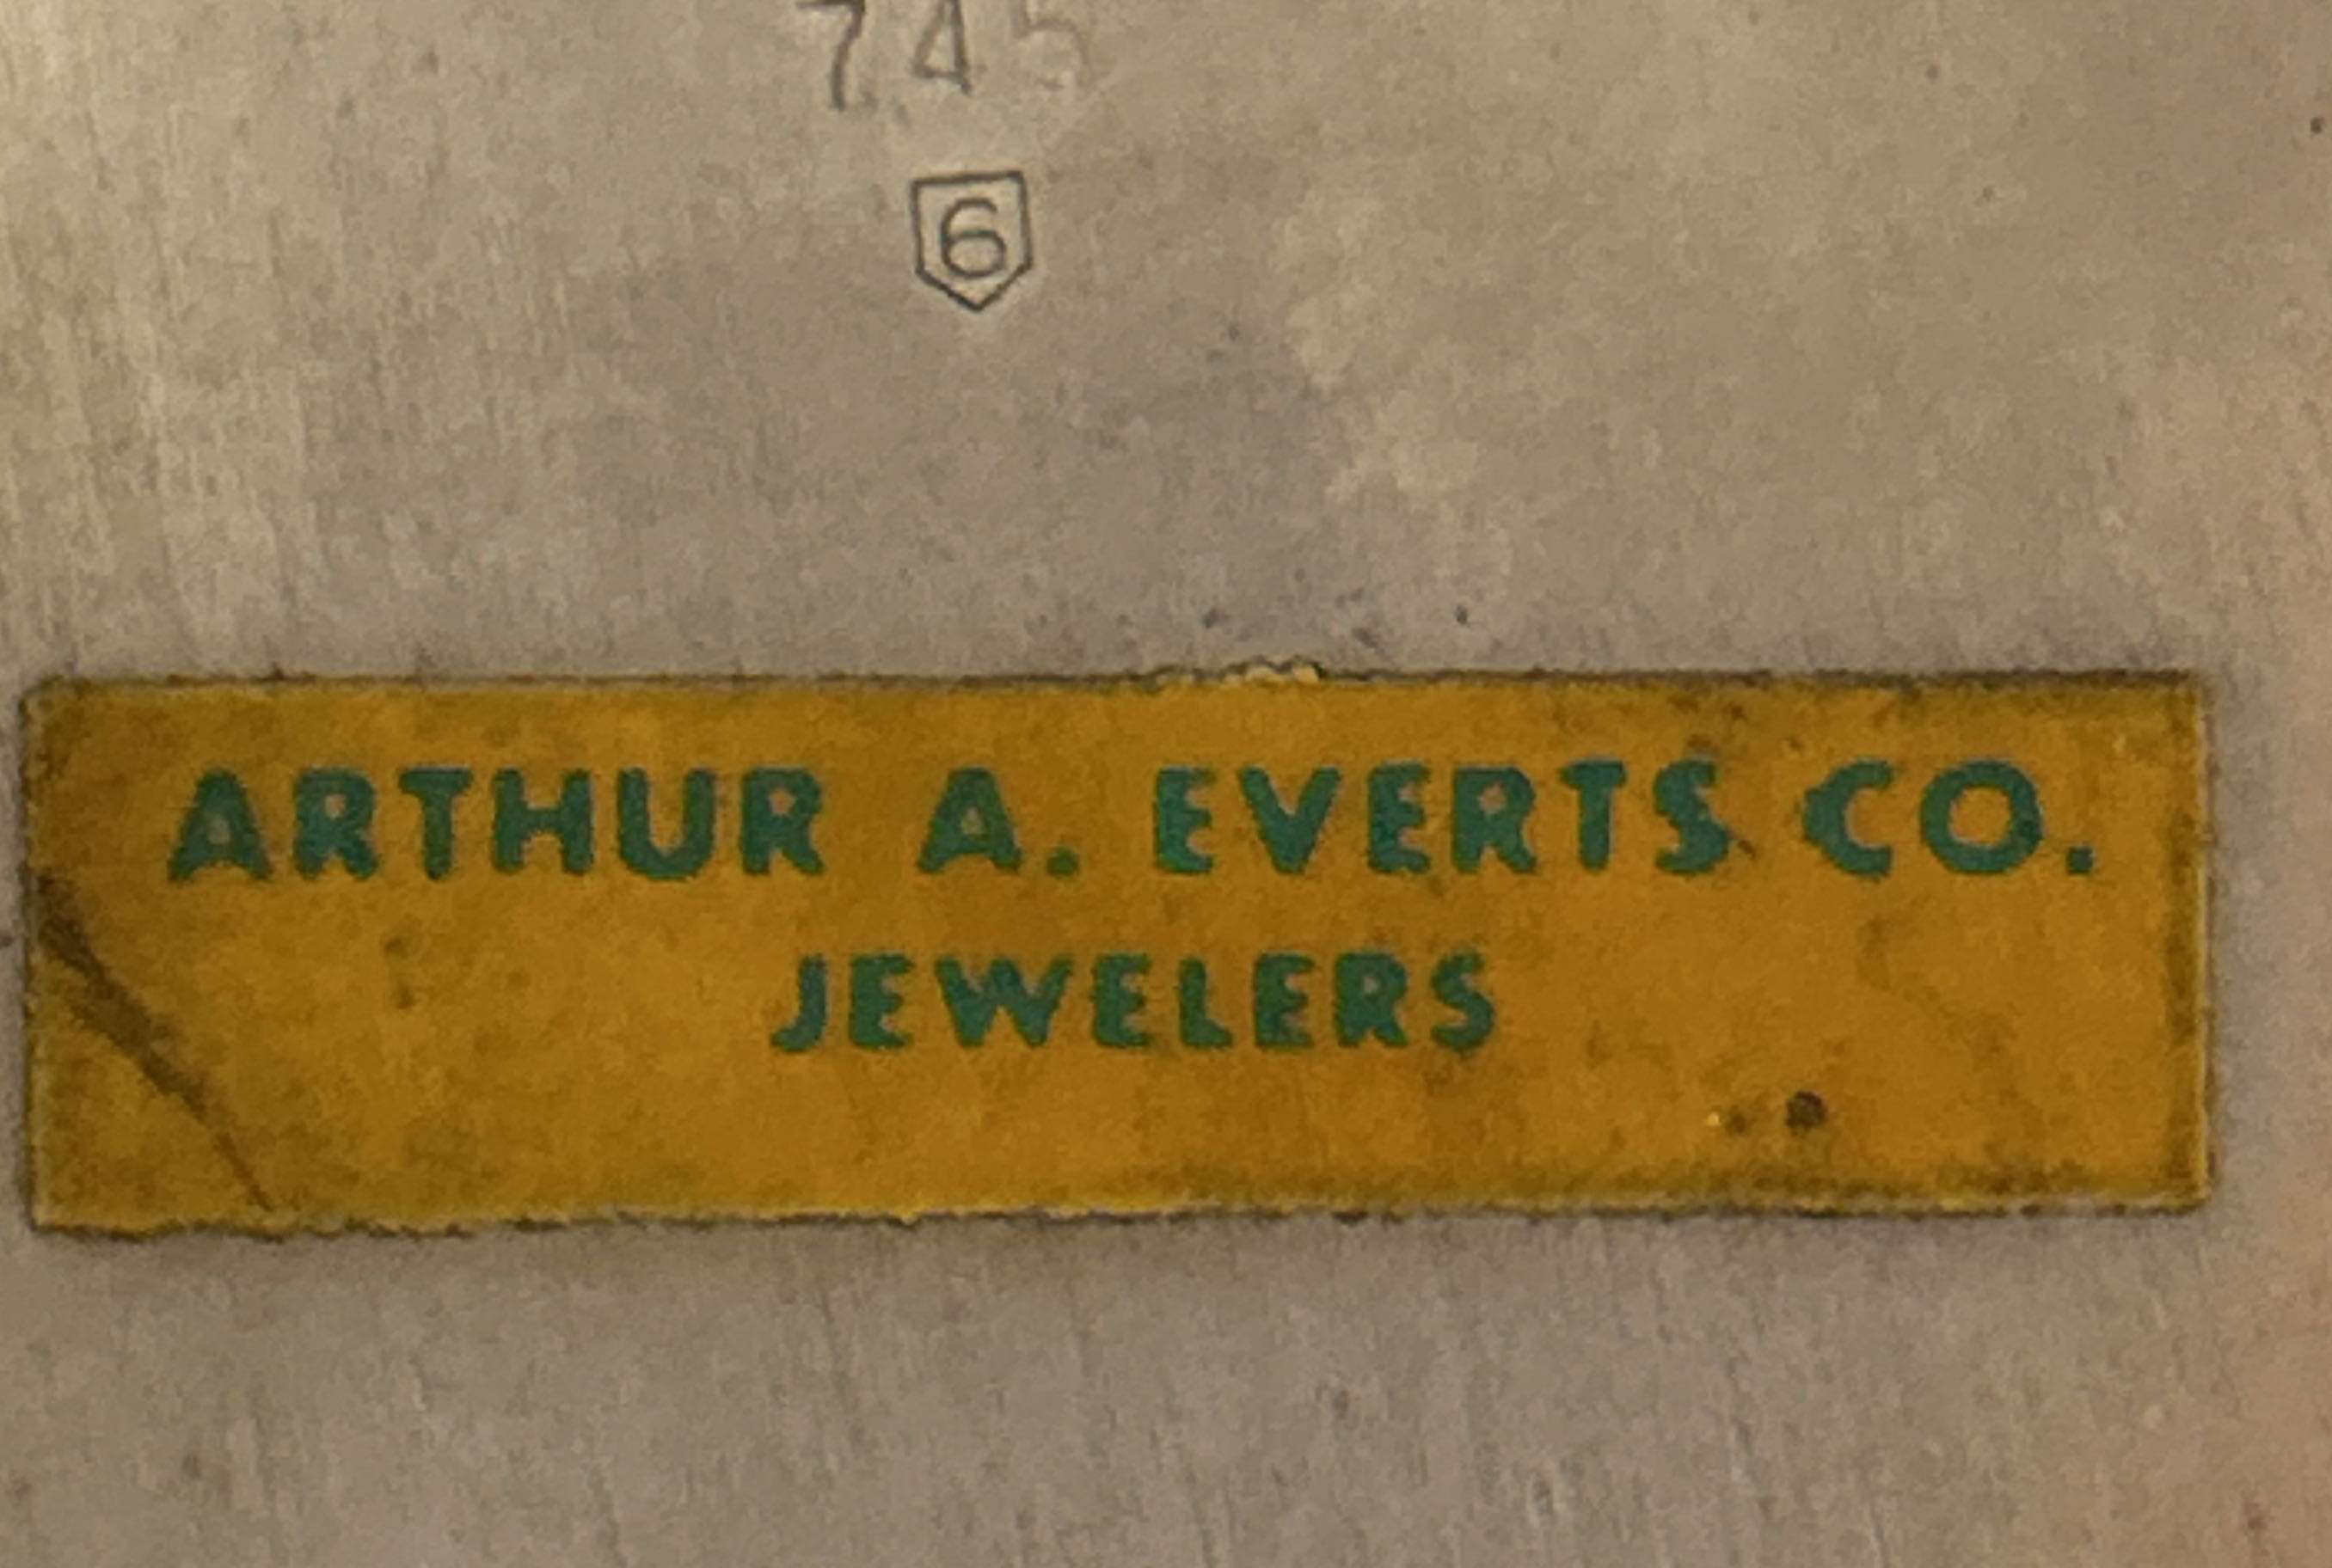 745
6
ARTHUR A. EVERTS CO.
JEWELERS